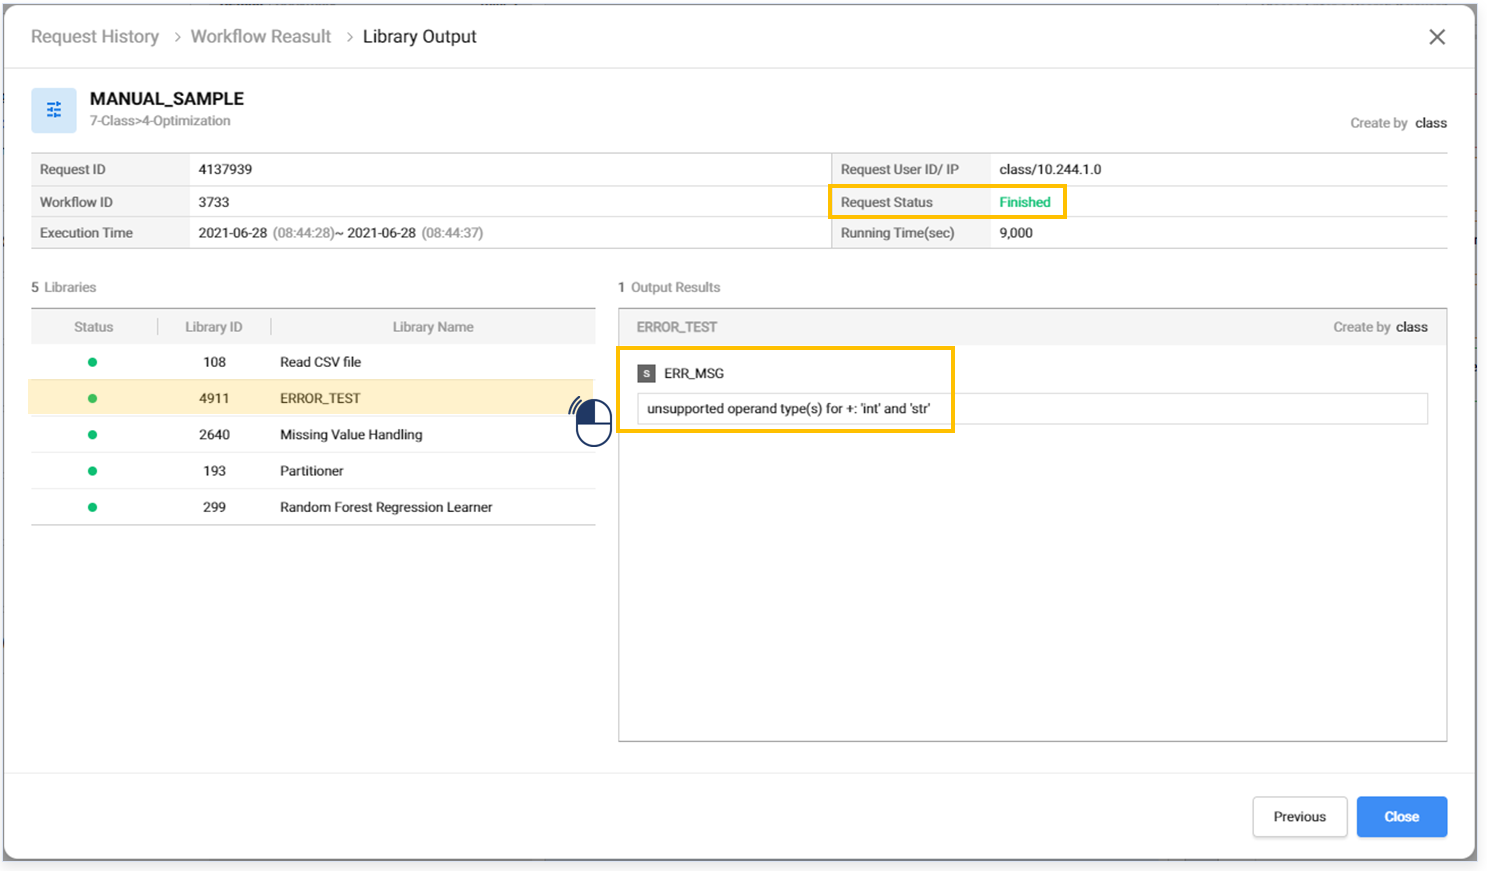 Request History > Workflow Reasult > Library Output
MANUAL_SAMPLE
7-Class>4-Optimization
Create by class
Request ID 4137939 Request User ID/ IP class/10.244.1.0
Workflow ID 3733 Request Status Finished
Execution Time 2021-06-28 (08:44:28)~ 2021-06-28 (08:44:37) Running Time(sec) 9,000
5 Libraries
Status Library ID Library Name
108 Read CSV file
4911 ERROR_TEST
2640 Missing Value Handling
193 Partitioner
299 Random Forest Regression Learner
1 Output Results
ERROR_TEST Create by class
S ERR_MSG
unsupported operand type(s) for +: 'int' and 'str'
Previous Close